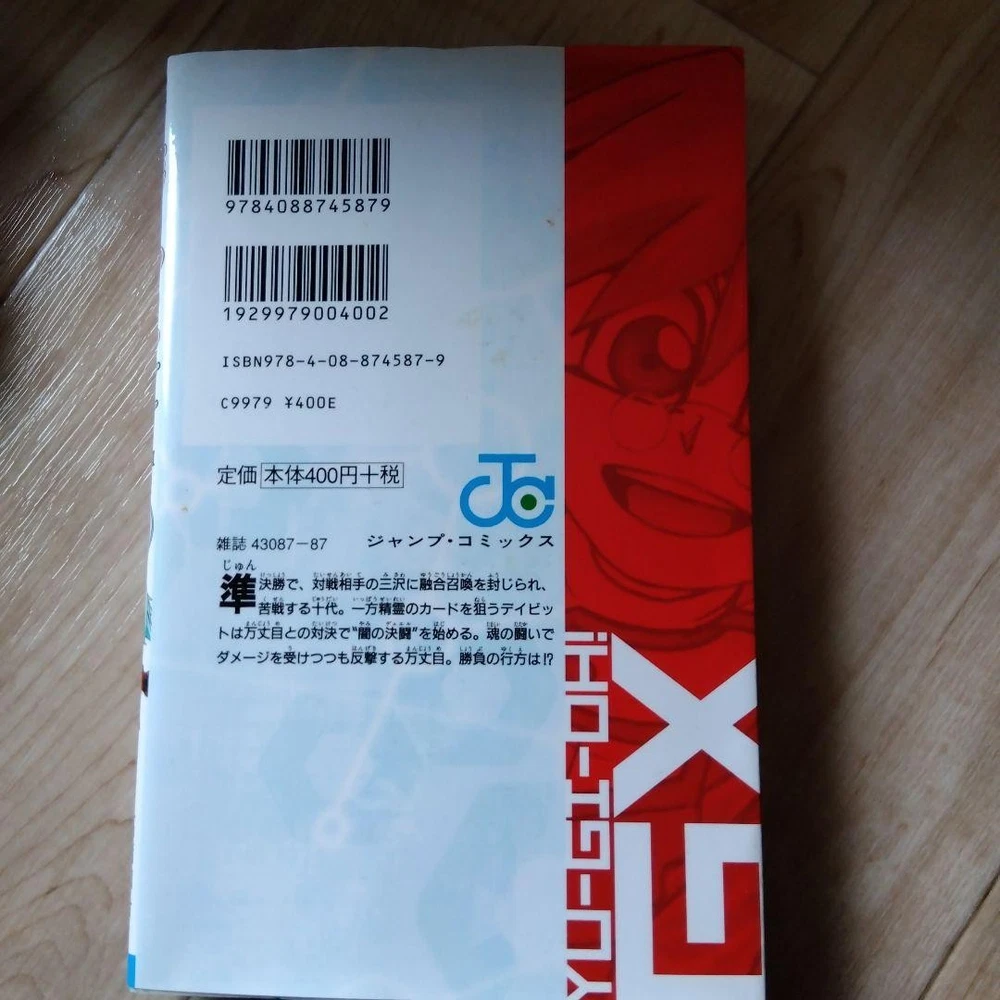 9784088745879
1929979004002
ISBN978-4-08-874587-9
C9979 ¥400E
定価 本体400円+税
JC
雑誌 43087-87
ジャンプ・コミックス
準決勝で、対戦相手の三沢に融合召喚を封じられ、
苦戦する十代。一方精霊のカードを狙うデイビッ
トは万丈目との対決で"闇の決闘"を始める。魂の闘いで
ダメージを受けつつも反撃する万丈目。勝負の行方は!?
YU-GI-OH!
GX